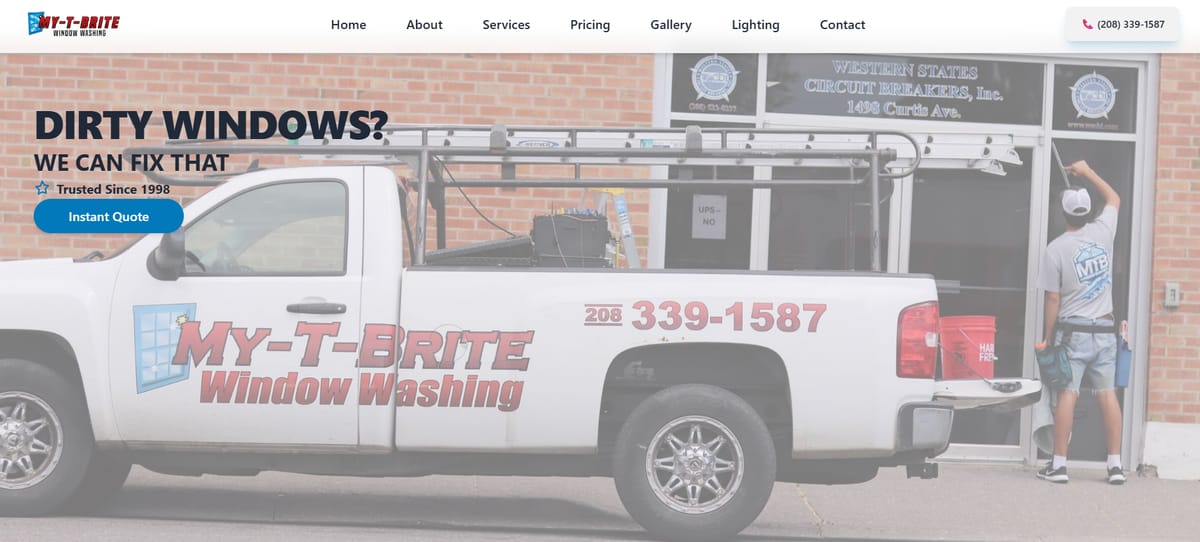 MY-T-BRITE
WINDOW WASHING
Home
About
Services
Pricing
Gallery
Lighting
Contact
(208) 339-1587
DIRTY WINDOWS?
WE CAN FIX THAT
Trusted Since 1998
Instant Quote
WESTERN STATES
CIRCUIT BREAKERS, Inc.
1498 Curtis Ave.
UPS-
NO
MTB
208 339-1587
My-T-Brite
Window Washing
HAR
FRE